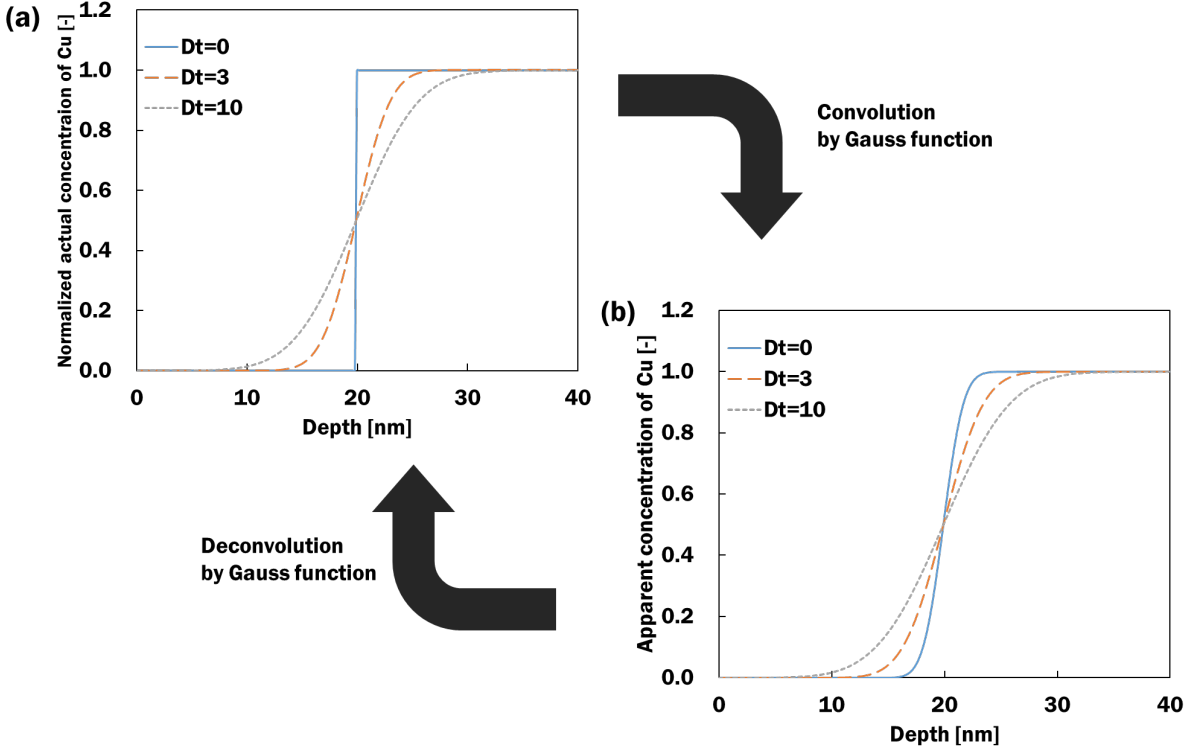 (a)
Normalized actual concentraion of Cu [-]
1.2
1.0
0.8
0.6
0.4
0.2
0.0
Dt=0
Dt=3
Dt=10
0 10 20 30 40
Depth [nm]
Convolution
by Gauss function
(b)
Apparent concentration of Cu [-]
1.2
1.0
0.8
0.6
0.4
0.2
0.0
Dt=0
Dt=3
Dt=10
0 10 20 30 40
Depth [nm]
Deconvolution
by Gauss function